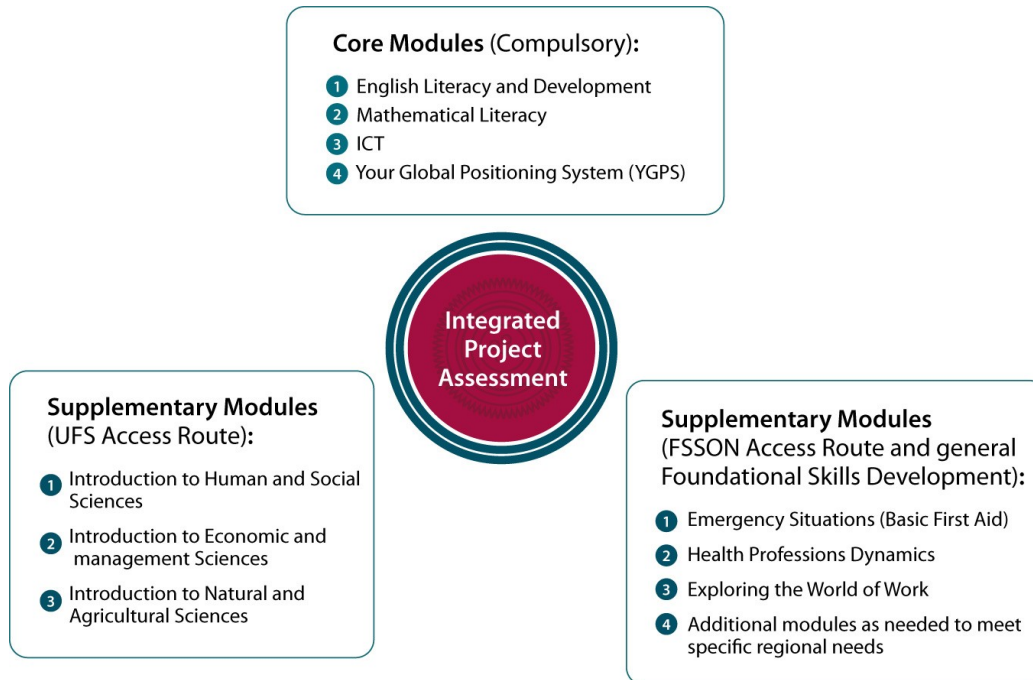 Core Modules (Compulsory):
1 English Literacy and Development
2 Mathematical Literacy
3 ICT
4 Your Global Positioning System (YGPS)
Integrated
Project
Assessment
Supplementary Modules
(UFS Access Route):
1 Introduction to Human and Social
Sciences
2 Introduction to Economic and
management Sciences
3 Introduction to Natural and
Agricultural Sciences
Supplementary Modules
(FSSON Access Route and general
Foundational Skills Development):
1 Emergency Situations (Basic First Aid)
2 Health Professions Dynamics
3 Exploring the World of Work
4 Additional modules as needed to meet
specific regional needs